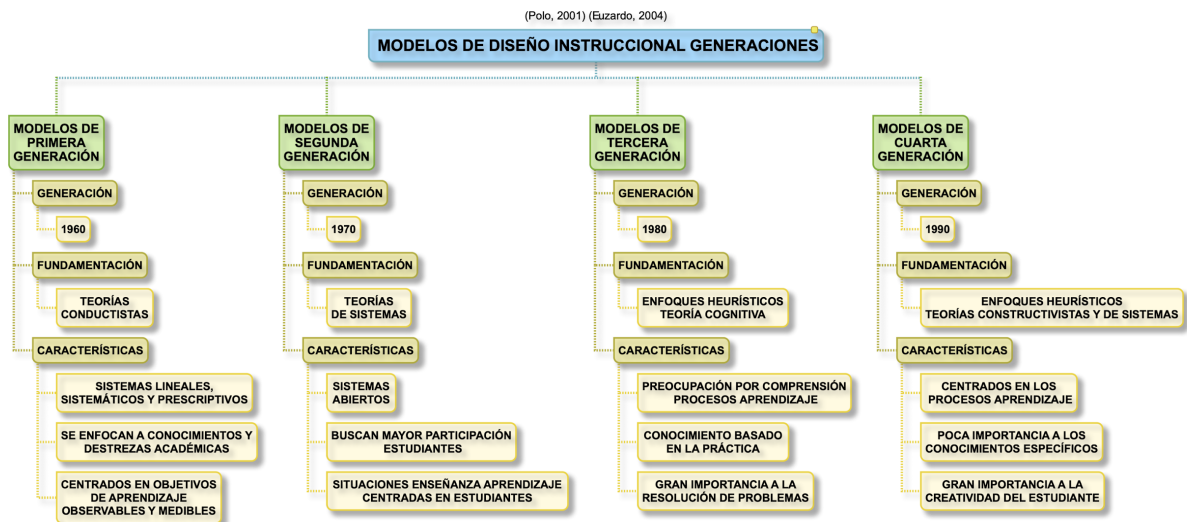 (Polo, 2001) (Euzardo, 2004)
MODELOS DE DISEÑO INSTRUCCIONAL GENERACIONES
MODELOS DE
PRIMERA
GENERACIÓN
GENERACIÓN
1960
FUNDAMENTACIÓN
TEORÍAS
CONDUCTISTAS
CARACTERÍSTICAS
SISTEMAS LINEALES,
SISTEMÁTICOS Y PRESCRIPTIVOS
SE ENFOCAN A CONOCIMIENTOS Y
DESTREZAS ACADÉMICAS
CENTRADOS EN OBJETIVOS
DE APRENDIZAJE
OBSERVABLES Y MEDIBLES
MODELOS DE
SEGUNDA
GENERACIÓN
GENERACIÓN
1970
FUNDAMENTACIÓN
TEORÍAS
DE SISTEMAS
CARACTERÍSTICAS
SISTEMAS
ABIERTOS
BUSCAN MAYOR PARTICIPACIÓN
ESTUDIANTES
SITUACIONES ENSEÑANZA APRENDIZAJE
CENTRADAS EN ESTUDIANTES
MODELOS DE
TERCERA
GENERACIÓN
GENERACIÓN
1980
FUNDAMENTACIÓN
ENFOQUES HEURÍSTICOS
TEORÍA COGNITIVA
CARACTERÍSTICAS
PREOCUPACIÓN POR COMPRENSIÓN
PROCESOS APRENDIZAJE
CONOCIMIENTO BASADO
EN LA PRÁCTICA
GRAN IMPORTANCIA A LA
RESOLUCIÓN DE PROBLEMAS
MODELOS DE
CUARTA
GENERACIÓN
GENERACIÓN
1990
FUNDAMENTACIÓN
ENFOQUES HEURÍSTICOS
TEORÍAS CONSTRUCTIVISTAS Y DE SISTEMAS
CARACTERÍSTICAS
CENTRADOS EN LOS
PROCESOS APRENDIZAJE
POCA IMPORTANCIA A LOS
CONOCIMIENTOS ESPECÍFICOS
GRAN IMPORTANCIA A LA
CREATIVIDAD DEL ESTUDIANTE